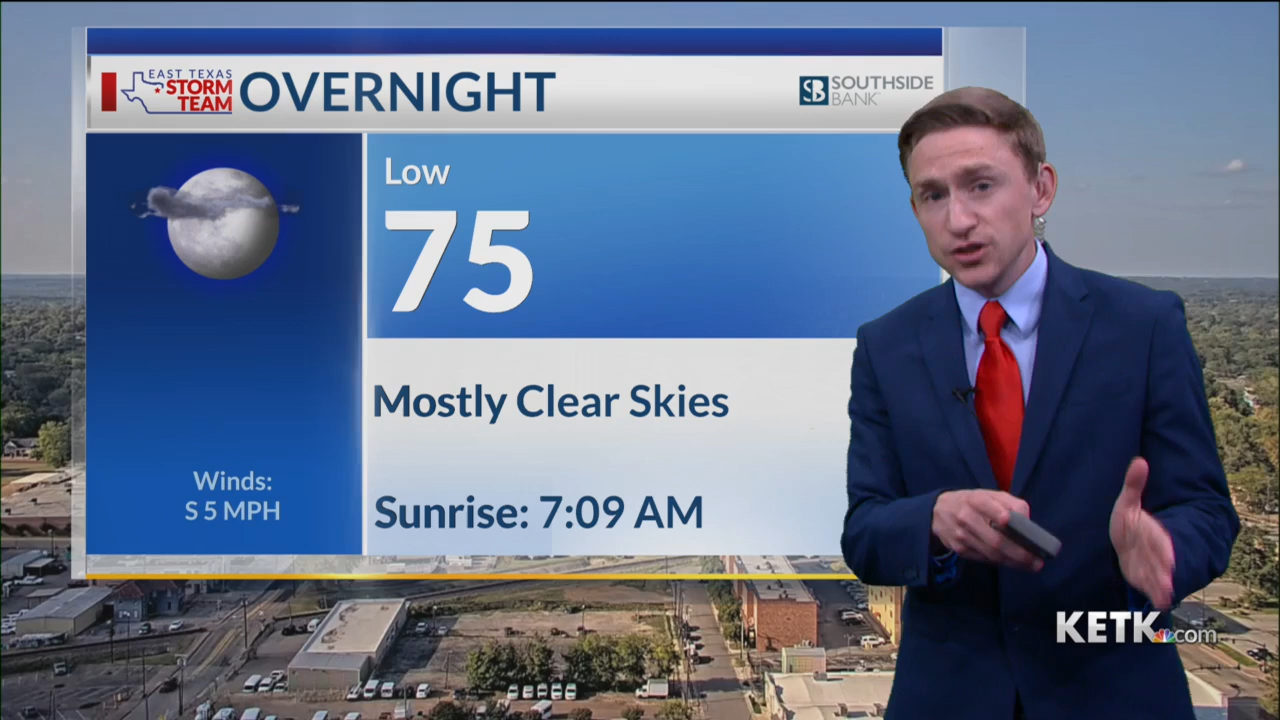 EAST TEXAS
STORM
TEAM
OVERNIGHT
SB SOUTHSIDE
BANK
Low
75
Mostly Clear Skies
Winds:
S 5 MPH
Sunrise: 7:09 AM
KETK.com